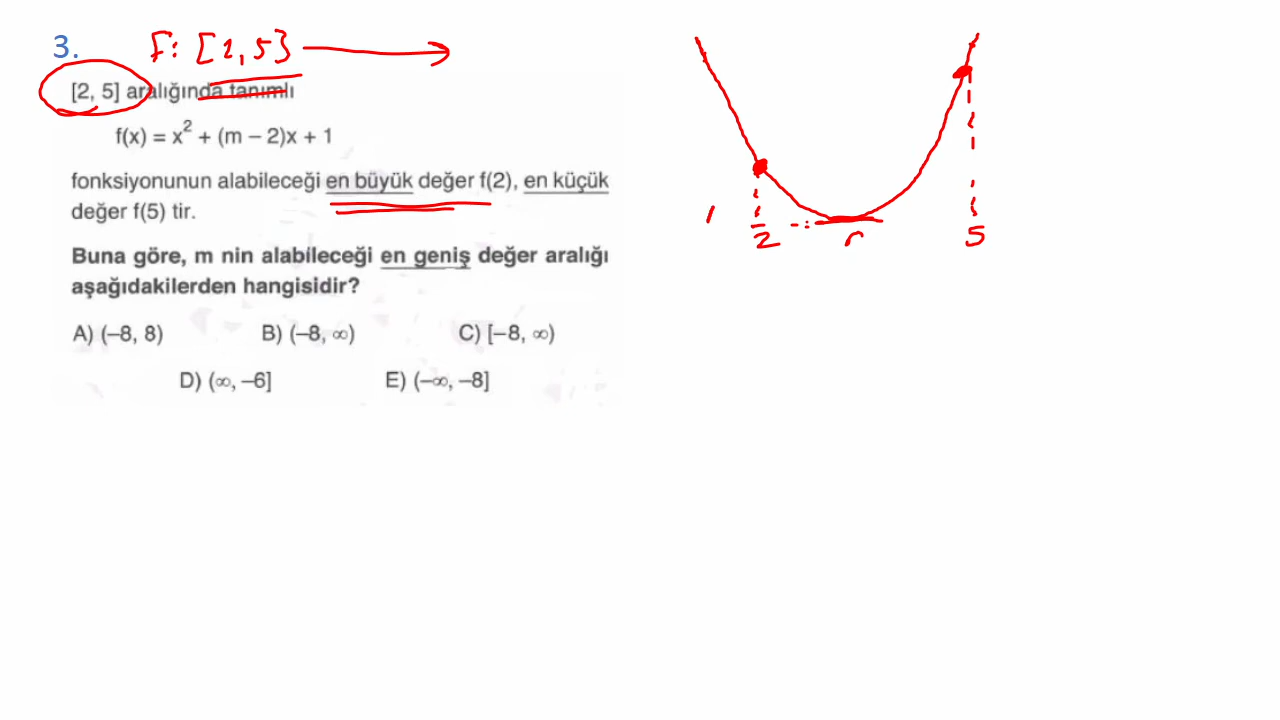 3.
F: [2, 5]
[2, 5] aralığında tanımlı
f(x) = x² + (m – 2)x + 1
fonksiyonunun alabileceği en büyük değer f(2), en küçük
değer f(5) tir.
Buna göre, m nin alabileceği en geniş değer aralığı
aşağıdakilerden hangisidir?
A) (–8, 8) B) (–8, ∞) C) [–8, ∞)
D) (∞, –6] E) (–∞, –8]
2 r 5